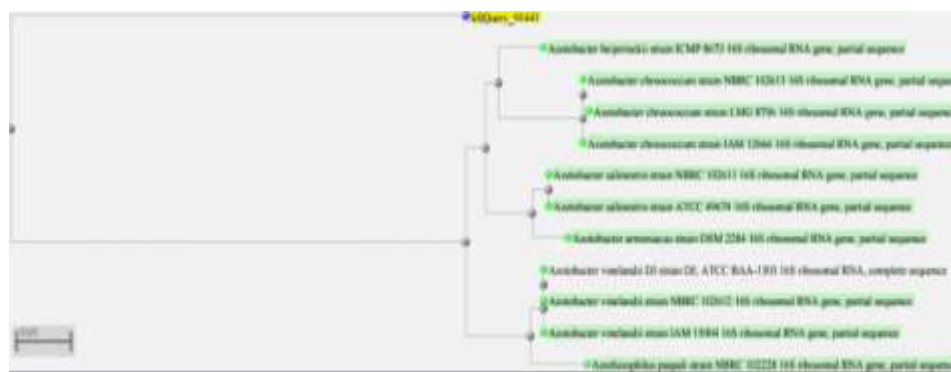 Azotobacter beijerinckii strain ICMP 8673 16S ribosomal RNA gene, partial sequence
Azotobacter chroococcum strain NBRC 102613 16S ribosomal RNA gene, partial sequence
Azotobacter chroococcum strain LMG 8756 16S ribosomal RNA gene, partial sequence
Azotobacter chroococcum strain IAM 12666 16S ribosomal RNA gene, partial sequence
Azotobacter salinestris strain NBRC 102611 16S ribosomal RNA gene, partial sequence
Azotobacter salinestris strain ATCC 49674 16S ribosomal RNA gene, partial sequence
Azotobacter armeniacus strain DSM 2284 16S ribosomal RNA gene, partial sequence
Azotobacter vinelandii DJ strain DJ, ATCC BAA-1303 16S ribosomal RNA, complete sequence
Azotobacter vinelandii strain NBRC 102612 16S ribosomal RNA gene, partial sequence
Azotobacter vinelandii strain IAM 15004 16S ribosomal RNA gene, partial sequence
strain NBRC 102228 16S ribosomal RNA gene, partial sequence